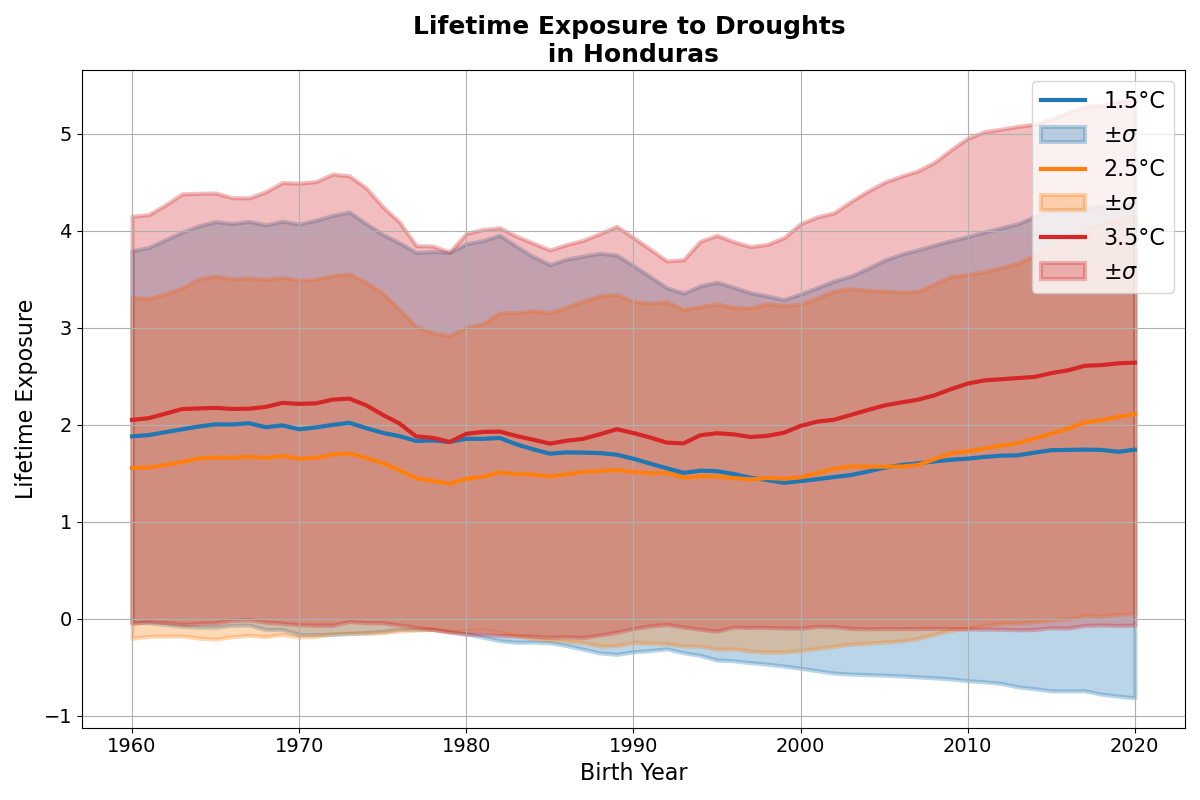 Lifetime Exposure to Droughts
in Honduras
1.5°C
±σ
2.5°C
±σ
3.5°C
±σ
Lifetime Exposure
5
4
3
2
1
0
−1
1960 1970 1980 1990 2000 2010 2020
Birth Year